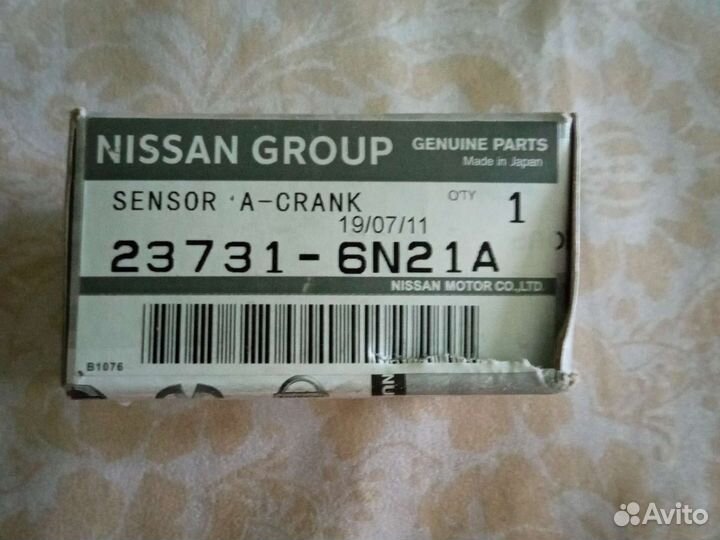 NISSAN GROUP
GENUINE PARTS
Made in Japan
SENSOR 'A-CRANK
Q'TY 1
19/07/11
23731-6N21A
NISSAN MOTOR CO.,LTD.
B1076
Avito